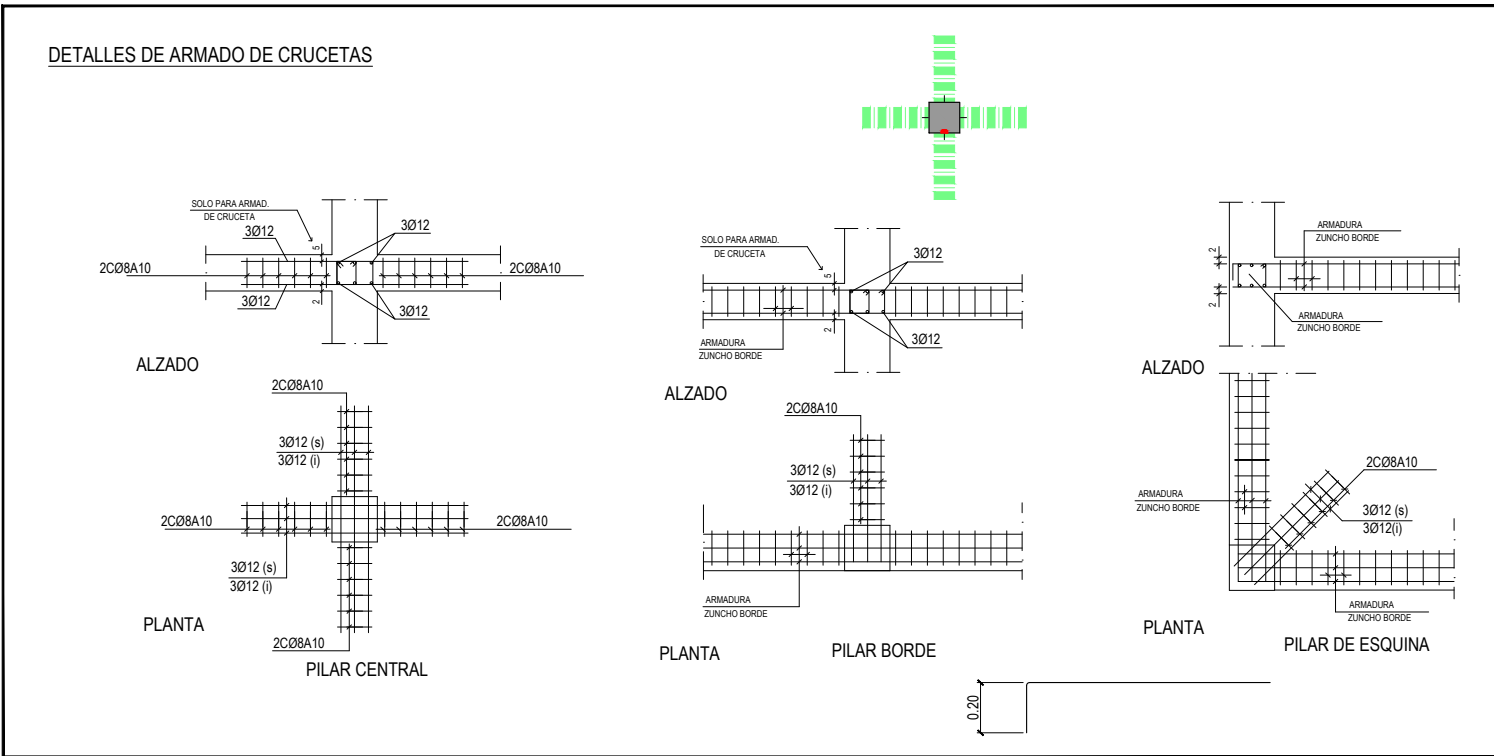 DETALLES DE ARMADO DE CRUCETAS
SOLO PARA ARMAD.
DE CRUCETA
3Ø12
3Ø12
5
2CØ8A10
2CØ8A10
3Ø12
2
3Ø12
ALZADO
2CØ8A10
3Ø12 (s)
3Ø12 (i)
2CØ8A10
2CØ8A10
3Ø12 (s)
3Ø12 (i)
PLANTA
2CØ8A10
PILAR CENTRAL
SOLO PARA ARMAD.
DE CRUCETA
3Ø12
5
2
ARMADURA
ZUNCHO BORDE
3Ø12
ALZADO
2CØ8A10
3Ø12 (s)
3Ø12 (i)
ARMADURA
ZUNCHO BORDE
PLANTA
PILAR BORDE
ARMADURA
ZUNCHO BORDE
2
2
ARMADURA
ZUNCHO BORDE
ALZADO
2CØ8A10
ARMADURA
ZUNCHO BORDE
3Ø12 (s)
3Ø12(i)
ARMADURA
ZUNCHO BORDE
PLANTA
PILAR DE ESQUINA
0.20